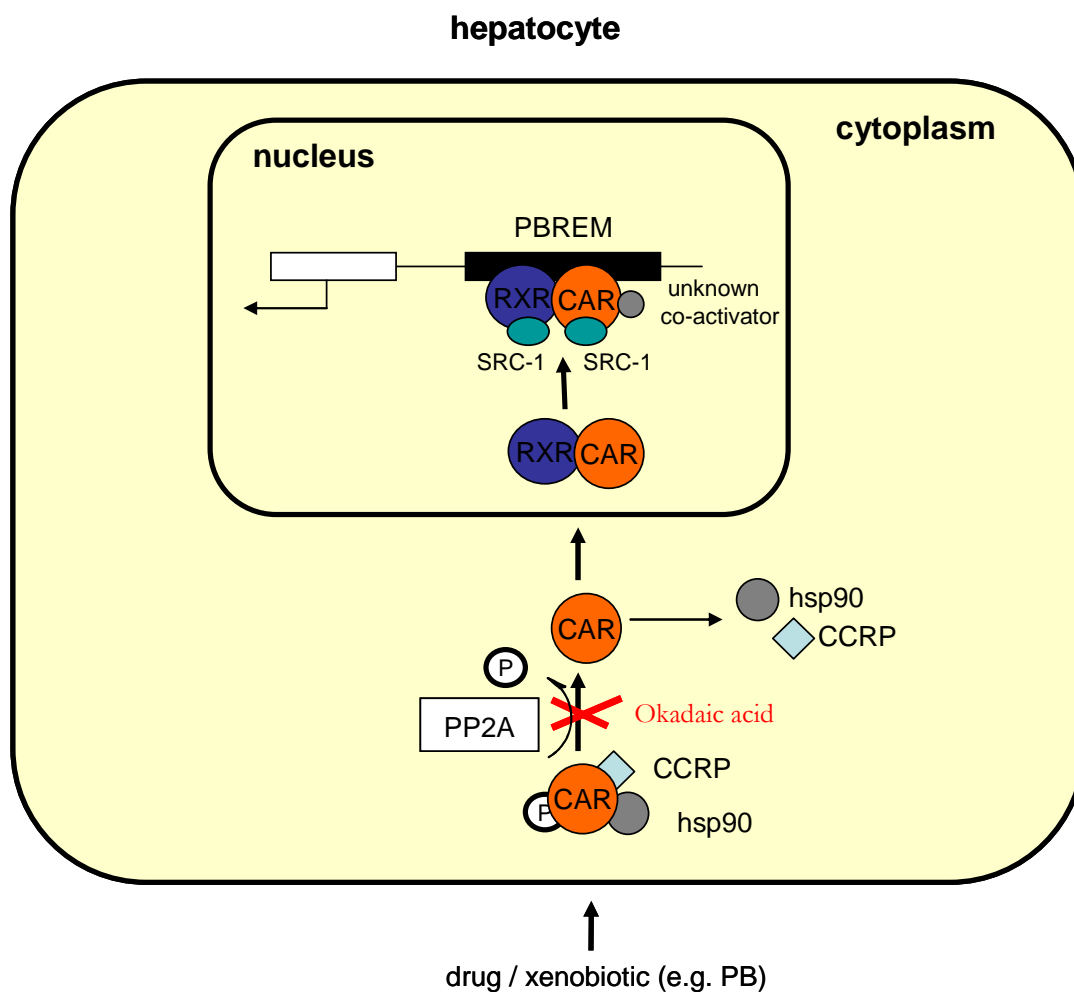 hepatocyte
cytoplasm
nucleus
PBREM
RXR CAR
unknown
co-activator
SRC-1 SRC-1
RXR CAR
hsp90
CAR
CCRP
P
PP2A
Okadaic acid
CCRP
CAR
P
hsp90
drug / xenobiotic (e.g. PB)